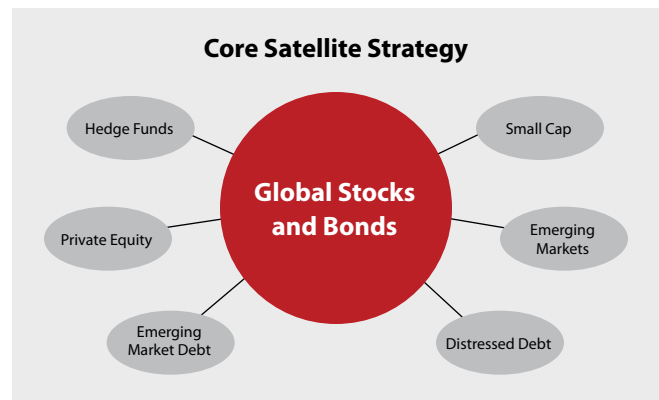 Core Satellite Strategy
Hedge Funds
Small Cap
Global Stocks
and Bonds
Private Equity
Emerging
Markets
Emerging
Market Debt
Distressed Debt